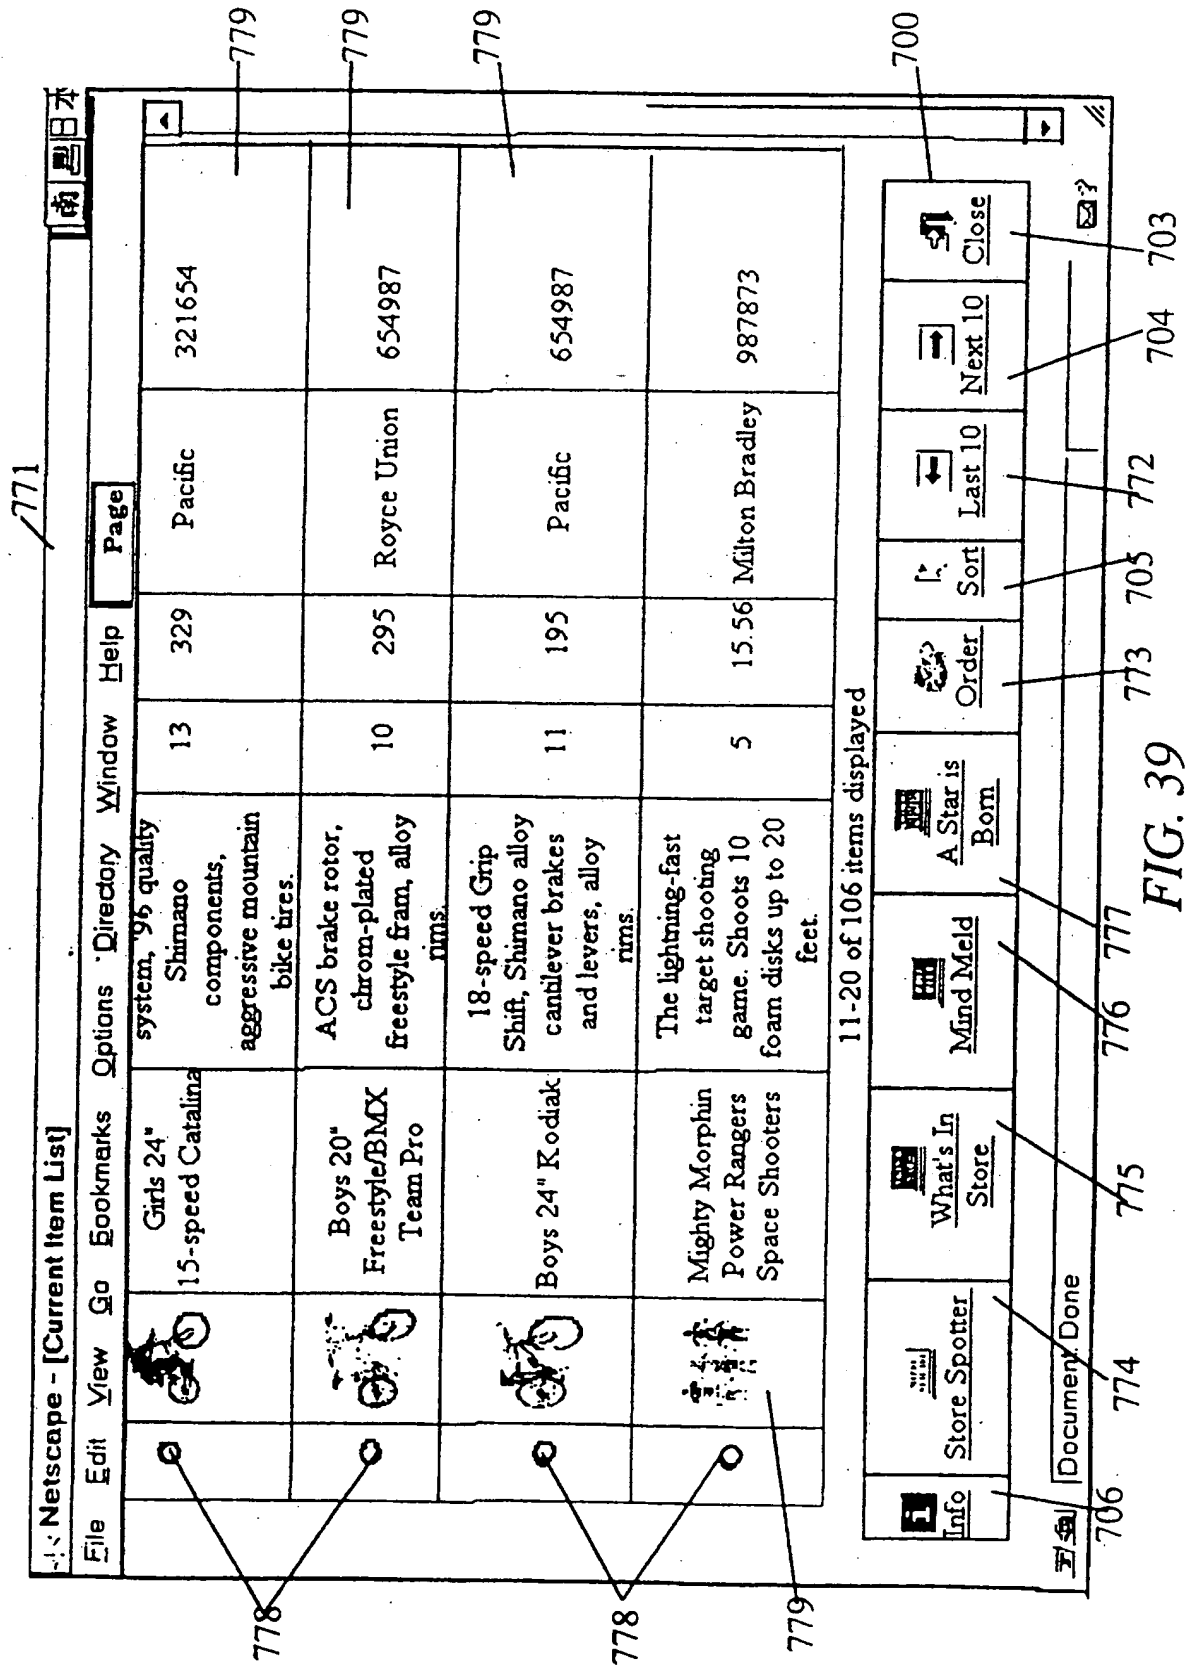 771
Netscape - [Current Item List]
File Edit View Go Bookmarks Options Directory Window Help Page
Girls 24"
15-speed Catalina
system, '96 quality
Shimano
components,
aggressive mountain
bike tires.
13
329
Pacific
321654
779
Boys 20"
Freestyle/BMX
Team Pro
ACS brake rotor,
chrom-plated
freestyle fram, alloy
rims.
10
295
Royce Union
654987
779
778
Boys 24" Kodiak
18-speed Grip
Shift, Shimano alloy
cantilever brakes
and levers, alloy
rims.
11
195
Pacific
654987
779
Mighty Morphin
Power Rangers
Space Shooters
The lightning-fast
target shooting
game. Shoots 10
foam disks up to 20
feet.
5
15.56
Milton Bradley
987873
778
779
11-20 of 106 items displayed
700
Info
Store Spotter
What's In
Store
Mind Meld
A Star is
Born
Order
Sort
Last 10
Next 10
Close
Document: Done
?
706
774
775
776
777
773
705
772
704
703
FIG. 39